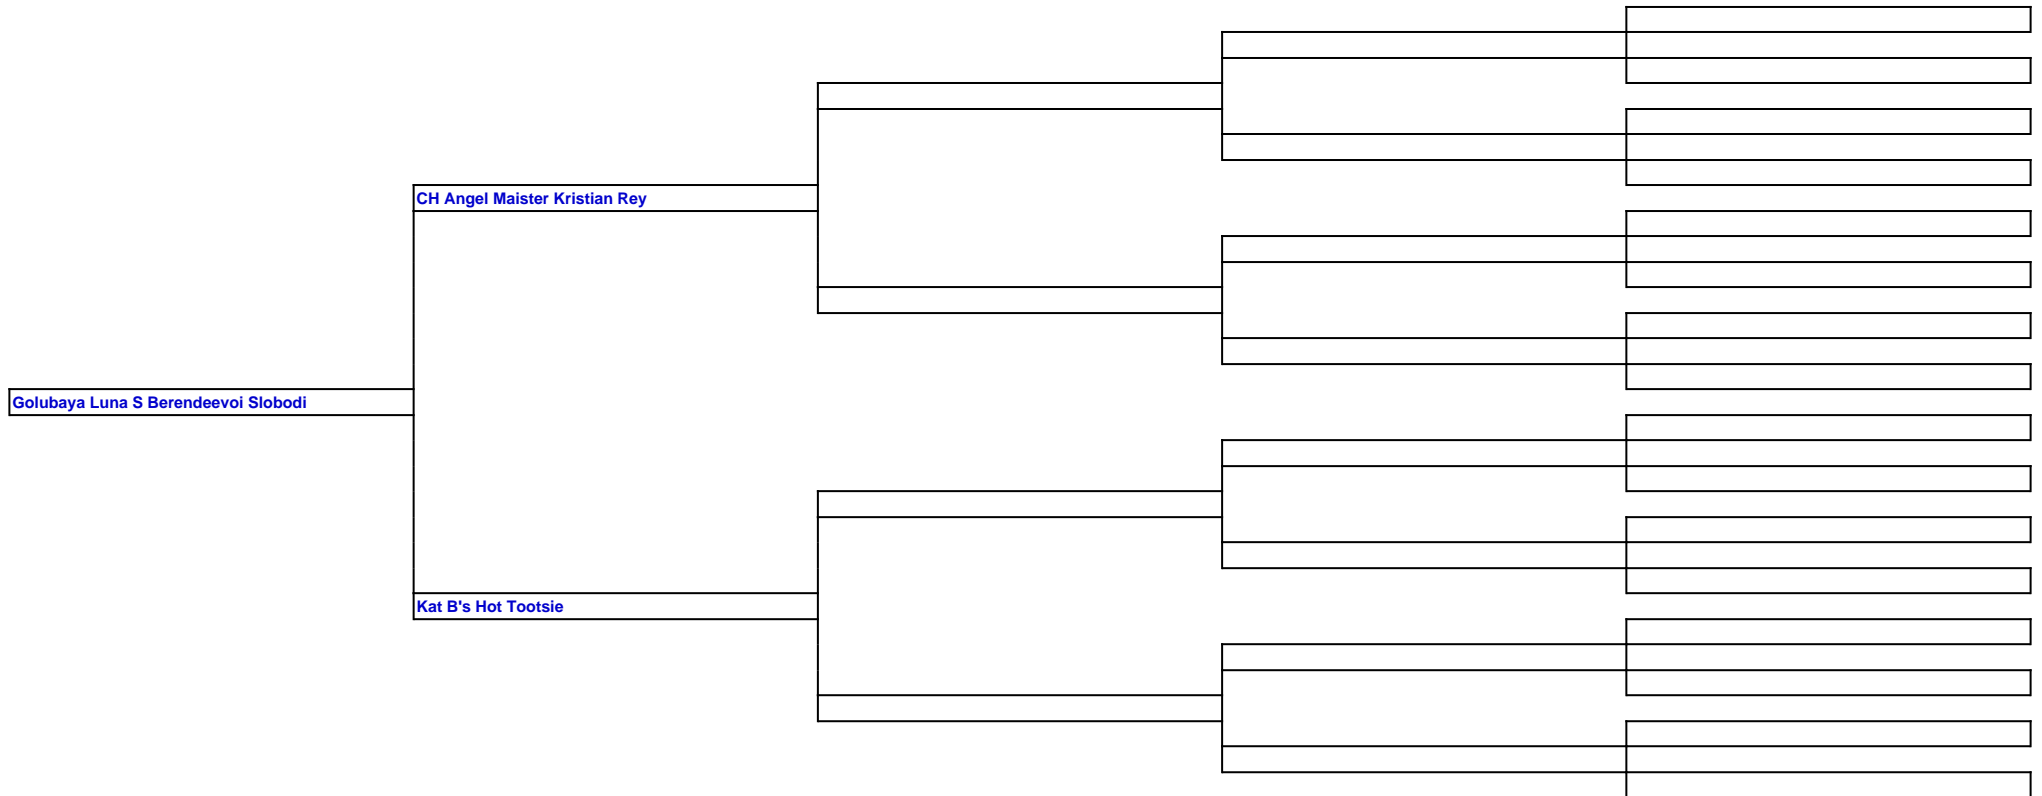 CH Angel Maister Kristian Rey
Golubaya Luna S Berendeevoi Slobodi
Kat B's Hot Tootsie